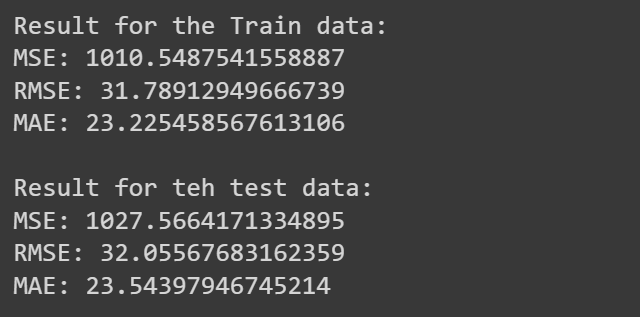 Result for the Train data:
MSE: 1010.5487541558887
RMSE: 31.78912949666739
MAE: 23.225458567613106
Result for teh test data:
MSE: 1027.5664171334895
RMSE: 32.05567683162359
MAE: 23.54397946745214